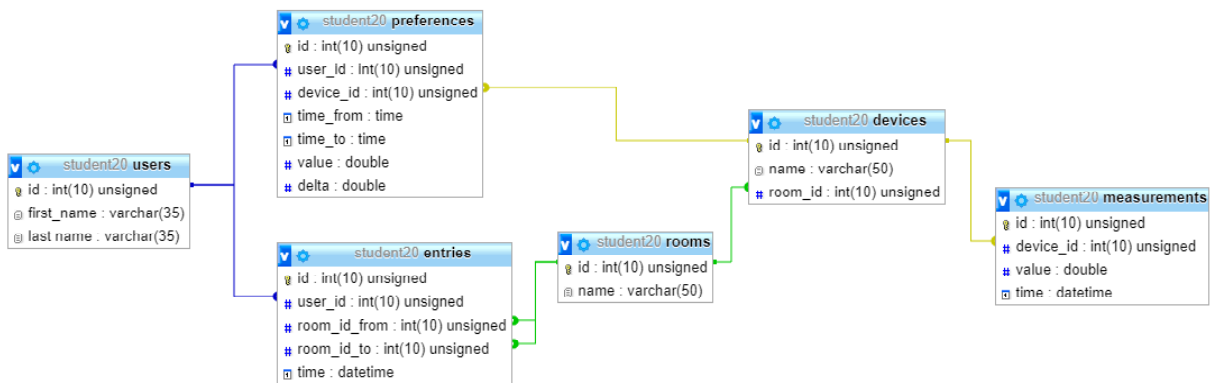 student20 preferences
id : int(10) unsigned
user_id : int(10) unsigned
device_id : int(10) unsigned
time_from : time
time_to : time
value : double
delta : double
student20 users
id : int(10) unsigned
first_name : varchar(35)
last name : varchar(35)
student20 entries
id : int(10) unsigned
user_id : int(10) unsigned
room_id_from : int(10) unsigned
room_id_to : int(10) unsigned
time : datetime
student20 rooms
id : int(10) unsigned
name : varchar(50)
student20 devices
id : int(10) unsigned
name : varchar(50)
room_id : int(10) unsigned
student20 measurements
id : int(10) unsigned
device_id : int(10) unsigned
value : double
time : datetime